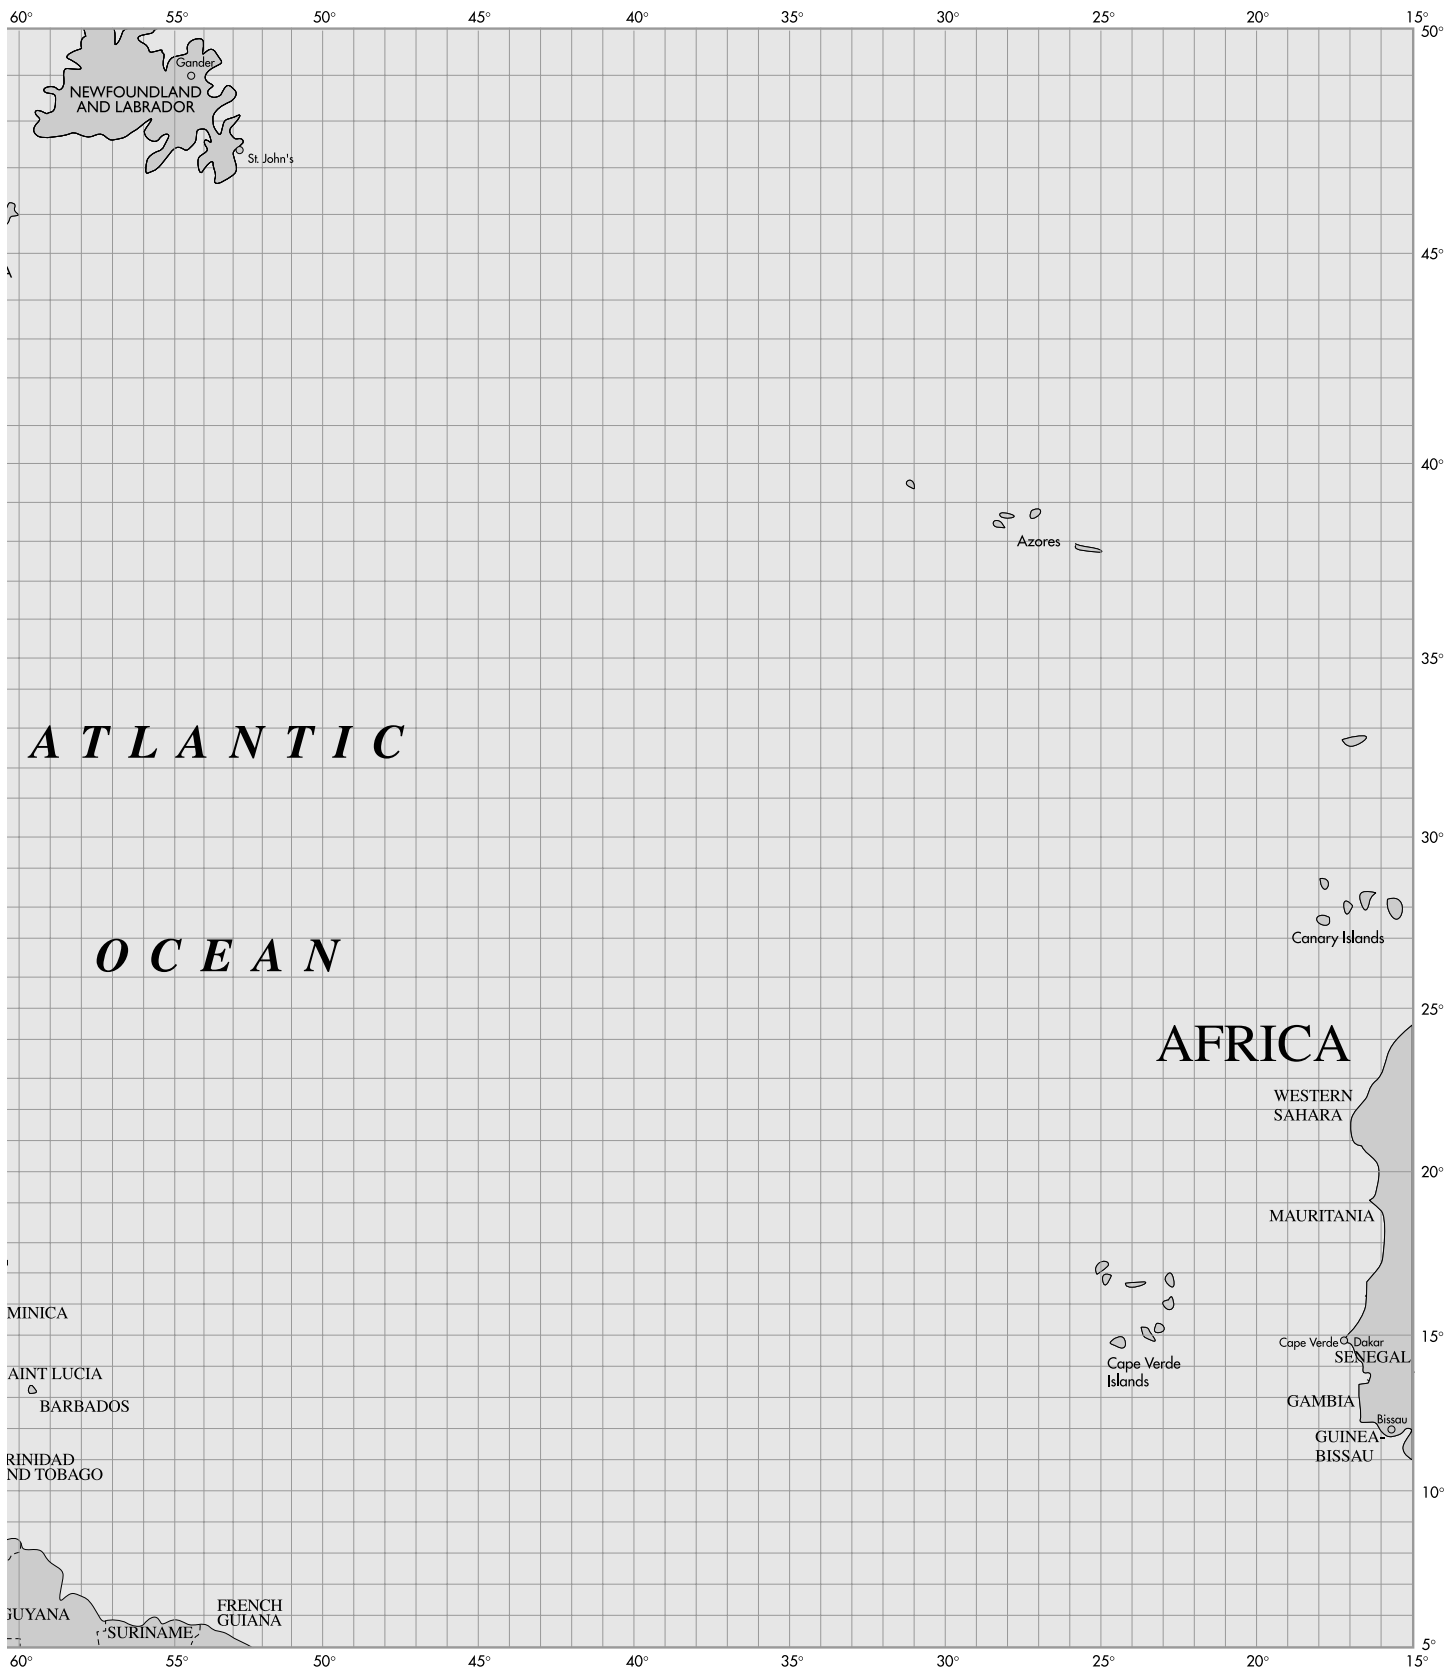 60° 55° 50° 45° 40° 35° 30° 25° 20° 15°
50°
Gander
NEWFOUNDLAND
AND LABRADOR
St. John's
A
45°
40°
Azores
35°
ATLANTIC
30°
Canary Islands
OCEAN
25°
AFRICA
WESTERN
SAHARA
20°
MAURITANIA
MINICA
15°
Cape Verde Dakar
SENEGAL
Cape Verde
Islands
AINT LUCIA
BARBADOS
GAMBIA
Bissau
GUINEA-
BISSAU
RINIDAD
ND TOBAGO
10°
FRENCH
GUIANA
GUYANA
SURINAME
5°
60° 55° 50° 45° 40° 35° 30° 25° 20° 15°